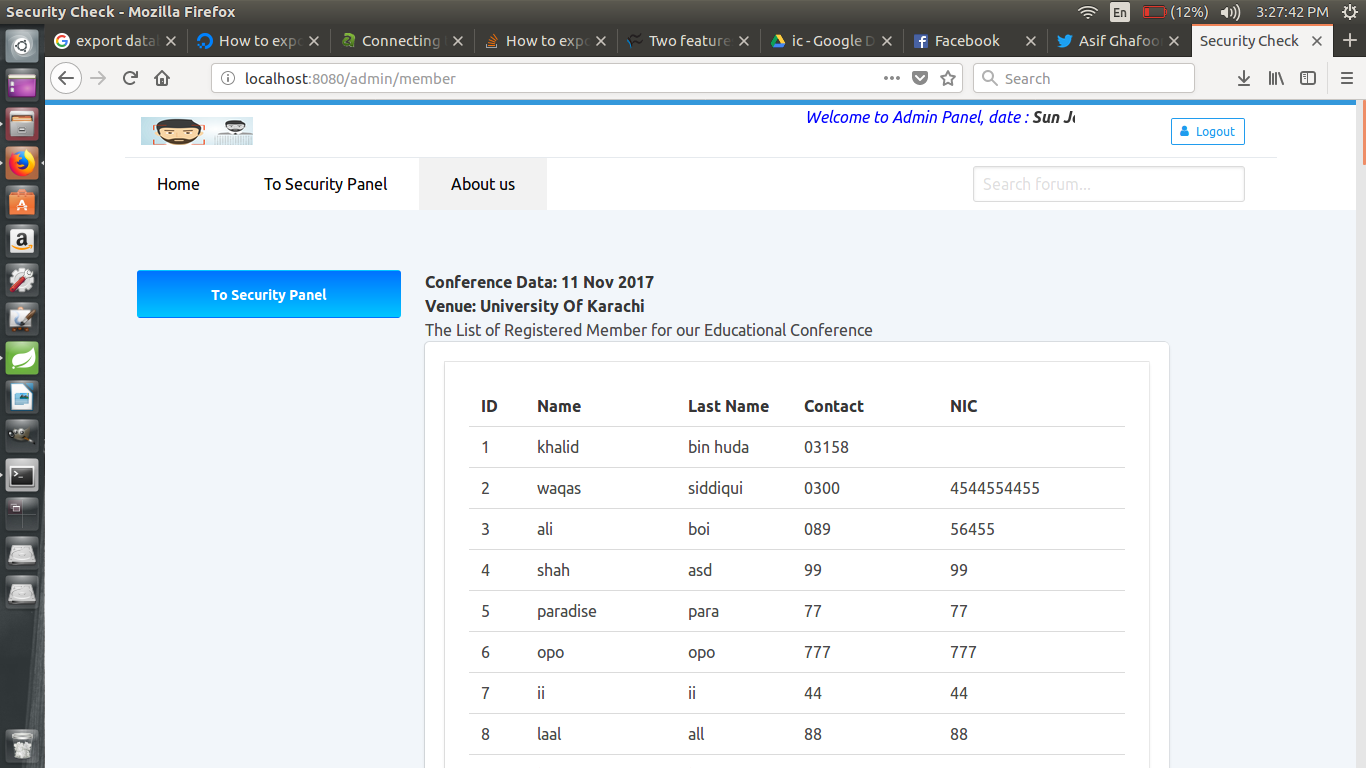 Security Check - Mozilla Firefox
En (12%) 3:27:42 PM
export datal How to expo Connecting How to expo Two feature ic - Google D Facebook Asif Ghafoo Security Check
localhost:8080/admin/member Search
Welcome to Admin Panel, date : Sun
Logout
Home To Security Panel About us Search forum...
To Security Panel
Conference Data: 11 Nov 2017
Venue: University Of Karachi
The List of Registered Member for our Educational Conference
ID Name Last Name Contact NIC
1 khalid bin huda 03158
2 waqas siddiqui 0300 4544554455
3 ali boi 089 56455
4 shah asd 99 99
5 paradise para 77 77
6 opo opo 777 777
7 ii ii 44 44
8 laal all 88 88